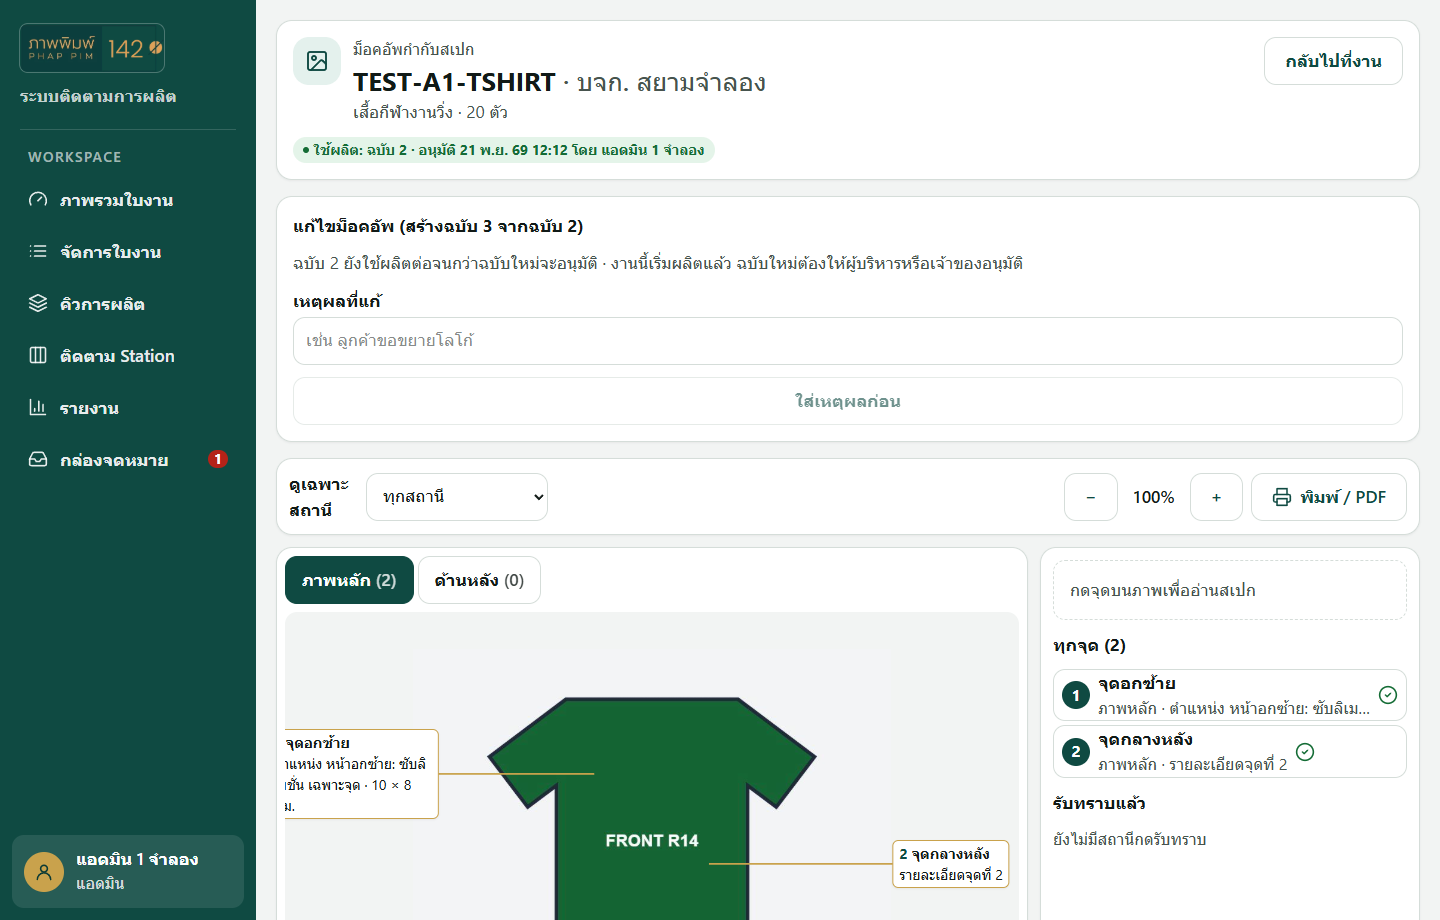 ภาพพิมพ์
PHAP PIM
142
ระบบติดตามการผลิต
WORKSPACE
ภาพรวมใบงาน
จัดการใบงาน
คิวการผลิต
ติดตาม Station
รายงาน
กล่องจดหมาย
1
แอดมิน 1 จำลอง
แอดมิน
ม็อคอัพกำกับสเปก
TEST-A1-TSHIRT · บจก. สยามจำลอง
เสื้อกีฬางานวิ่ง · 20 ตัว
ใช้ผลิต: ฉบับ 2 · อนุมัติ 21 พ.ย. 69 12:12 โดย แอดมิน 1 จำลอง
กลับไปที่งาน
แก้ไขม็อคอัพ (สร้างฉบับ 3 จากฉบับ 2)
ฉบับ 2 ยังใช้ผลิตต่อจนกว่าฉบับใหม่จะอนุมัติ · งานนี้เริ่มผลิตแล้ว ฉบับใหม่ต้องให้ผู้บริหารหรือเจ้าของอนุมัติ
เหตุผลที่แก้
เช่น ลูกค้าขอขยายโลโก้
ใส่เหตุผลก่อน
ดูเฉพาะ
สถานี
ทุกสถานี
− 100% +
พิมพ์ / PDF
ภาพหลัก (2)
ด้านหลัง (0)
จุดอกซ้าย
าแหน่ง หน้าอกซ้าย: ซับลิ
ชั่น เฉพาะจุด · 10 × 8
ม.
FRONT R14
2 จุดกลางหลัง
รายละเอียดจุดที่ 2
กดจุดบนภาพเพื่ออ่านสเปก
ทุกจุด (2)
1 จุดอกซ้าย
ภาพหลัก · ตำแหน่ง หน้าอกซ้าย: ซับลิเม...
2 จุดกลางหลัง
ภาพหลัก · รายละเอียดจุดที่ 2
รับทราบแล้ว
ยังไม่มีสถานีกดรับทราบ